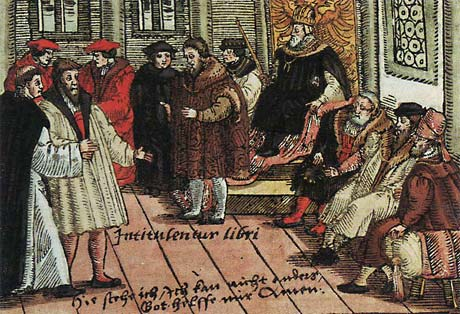 Intitulentur libri
Hie stehe ich, Ich kan nicht anders,
Got helffe mir Amen.